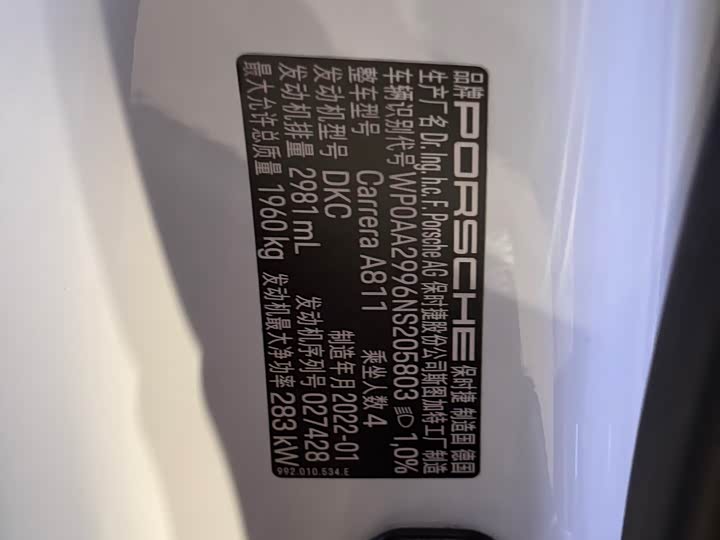 品牌 PORSCHE 保时捷 制造国 德国
生产厂名 Dr. Ing. h.c. F. Porsche AG 保时捷股份公司斯图加特工厂制造
车辆识别代号 WP0AA2996NS205803 1,0%
整车型号 Carrera A811 乘坐人数 4
发动机型号 DKC 制造年月 2022-01
发动机排量 2981 mL 发动机序列号 027428
最大允许总质量 1960 kg 发动机最大净功率 283 kW
992.010.534.E